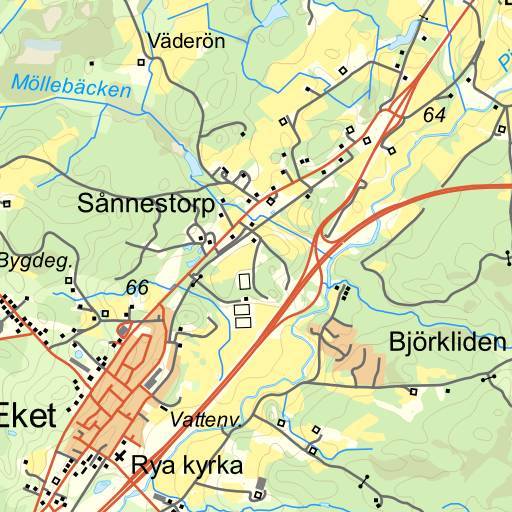 Väderön
Möllebäcken
64
Sånnestorp
Bygdeg.
66
Björkliden
Eket
Vattenv.
Rya kyrka